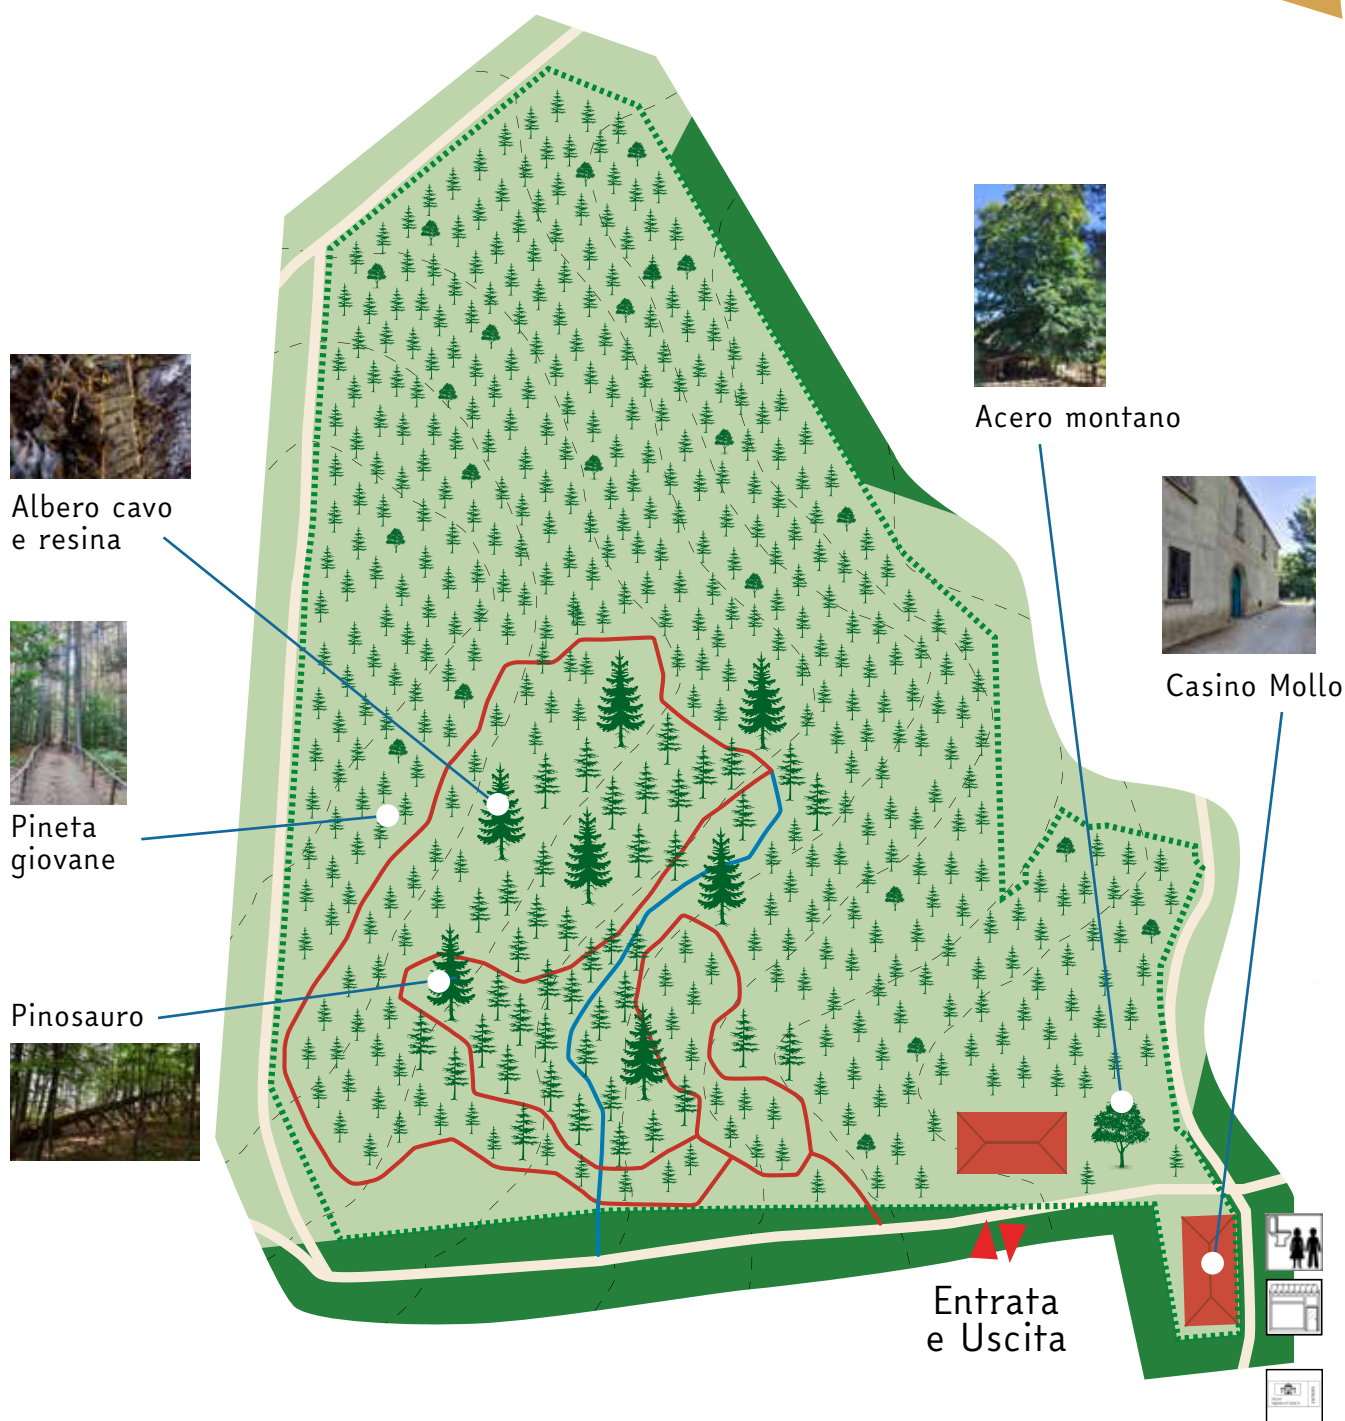 Acero montano
Albero cavo
e resina
Casino Mollo
Pineta
giovane
Pinosauro
Entrata
e Uscita